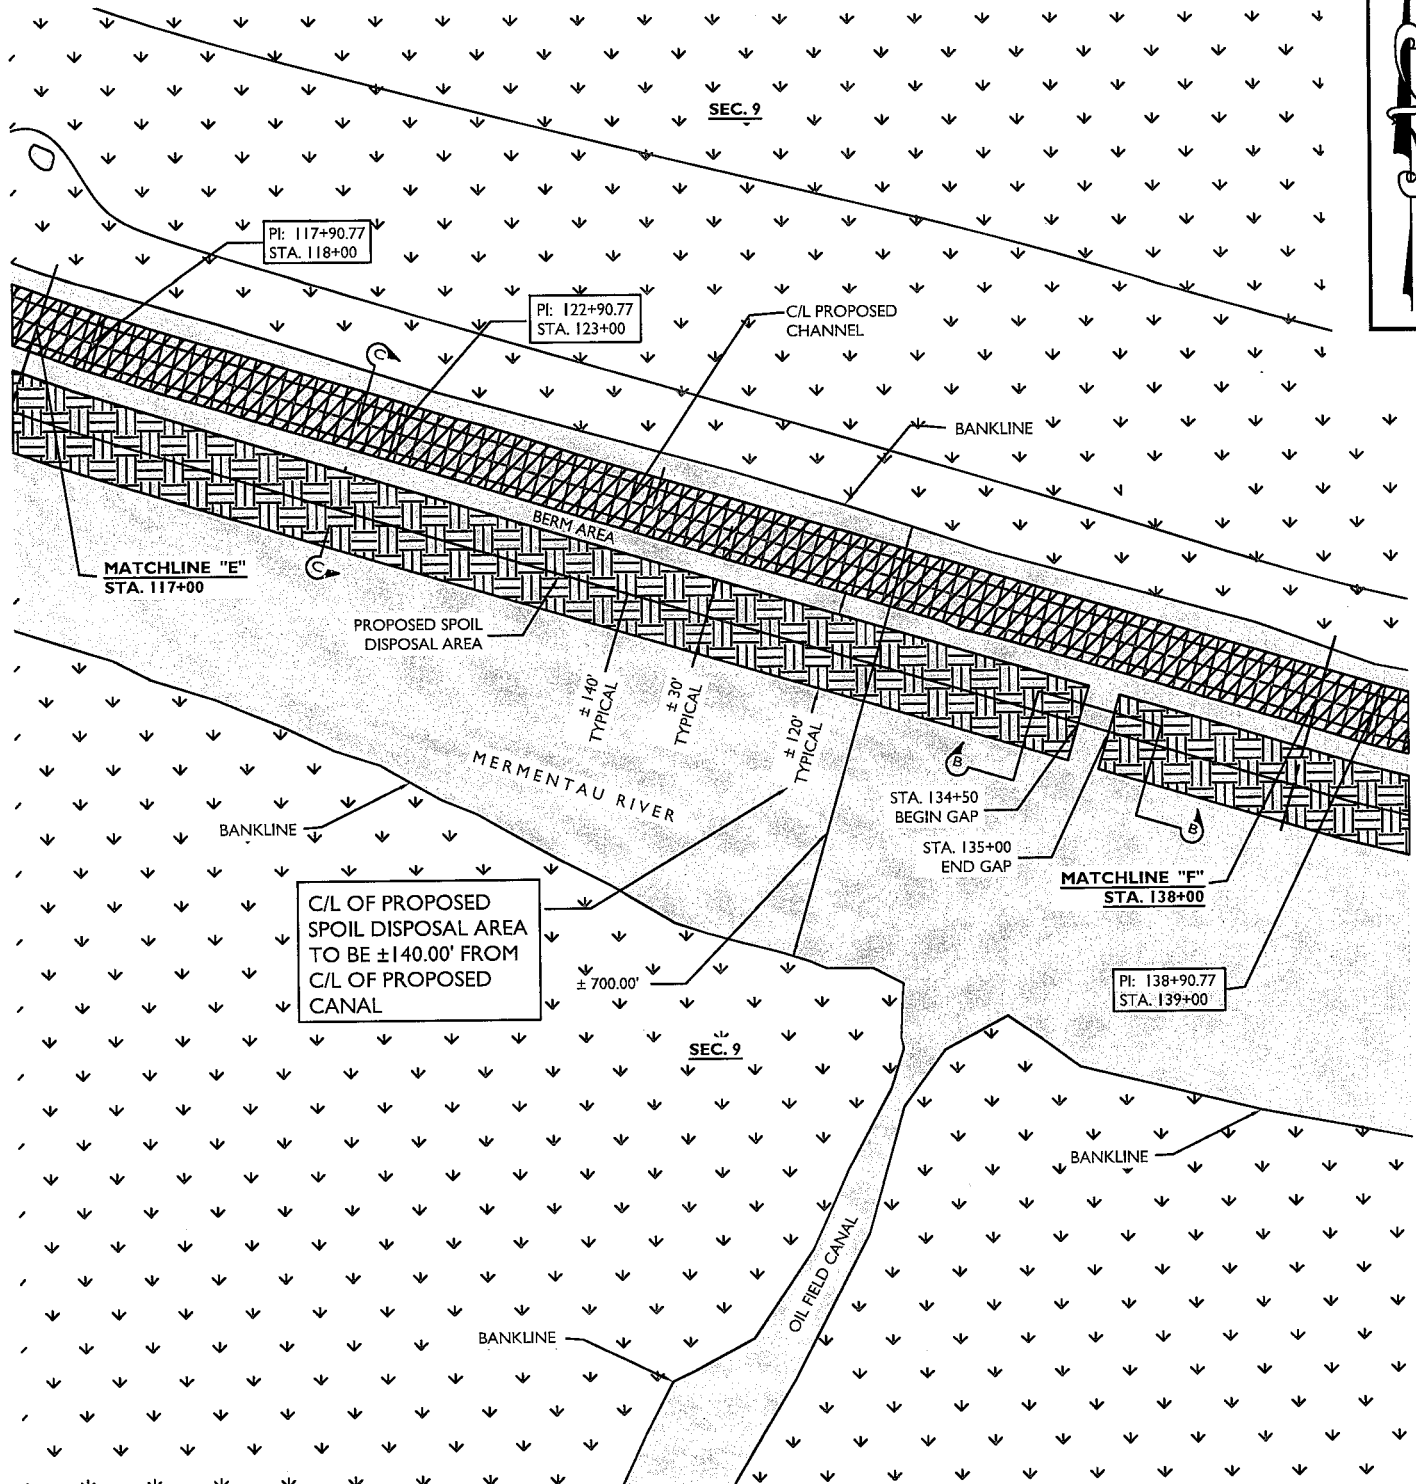 SEC. 9
PI: 117+90.77
STA. 118+00
PI: 122+90.77
STA. 123+00
C/L PROPOSED
CHANNEL
BANKLINE
C
BERM AREA
MATCHLINE "E"
STA. 117+00
C
PROPOSED SPOIL
DISPOSAL AREA
± 140'
TYPICAL
± 30'
TYPICAL
± 120'
TYPICAL
MERMENTAU RIVER
B
STA. 134+50
BEGIN GAP
STA. 135+00
END GAP
B
MATCHLINE "F"
STA. 138+00
BANKLINE
C/L OF PROPOSED
SPOIL DISPOSAL AREA
TO BE ±140.00' FROM
C/L OF PROPOSED
CANAL
± 700.00'
PI: 138+90.77
STA. 139+00
SEC. 9
BANKLINE
OIL FIELD CANAL
BANKLINE